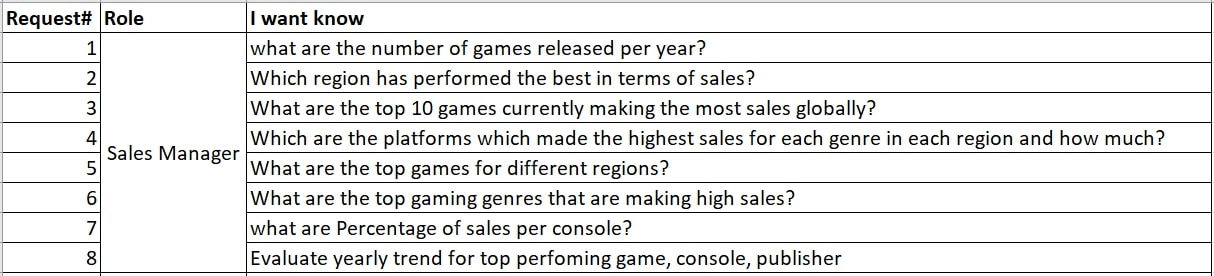 Request# Role I want know
1 what are the number of games released per year?
2 Which region has performed the best in terms of sales?
3 What are the top 10 games currently making the most sales globally?
4 Which are the platforms which made the highest sales for each genre in each region and how much?
Sales Manager
5 What are the top games for different regions?
6 What are the top gaming genres that are making high sales?
7 what are Percentage of sales per console?
8 Evaluate yearly trend for top perfoming game, console, publisher